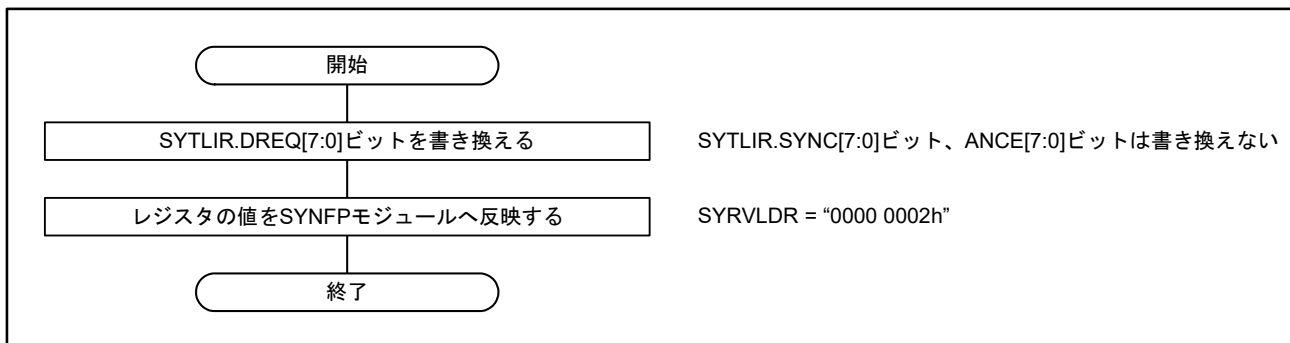 開始
SYTLIR.DREQ[7:0]ビットを書き換える
SYTLIR.SYNC[7:0]ビット、ANCE[7:0]ビットは書き換えない
レジスタの値をSYNFPモジュールへ反映する
SYRVLDR = “0000 0002h”
終了